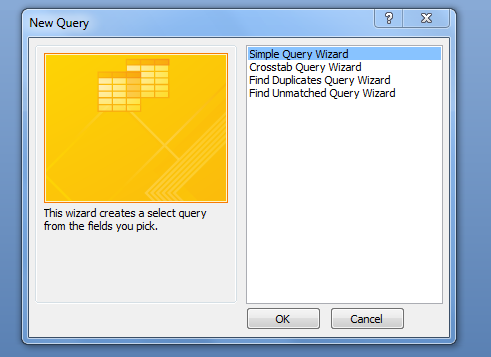 New Query
?
Simple Query Wizard
Crosstab Query Wizard
Find Duplicates Query Wizard
Find Unmatched Query Wizard
This wizard creates a select query
from the fields you pick.
OK
Cancel